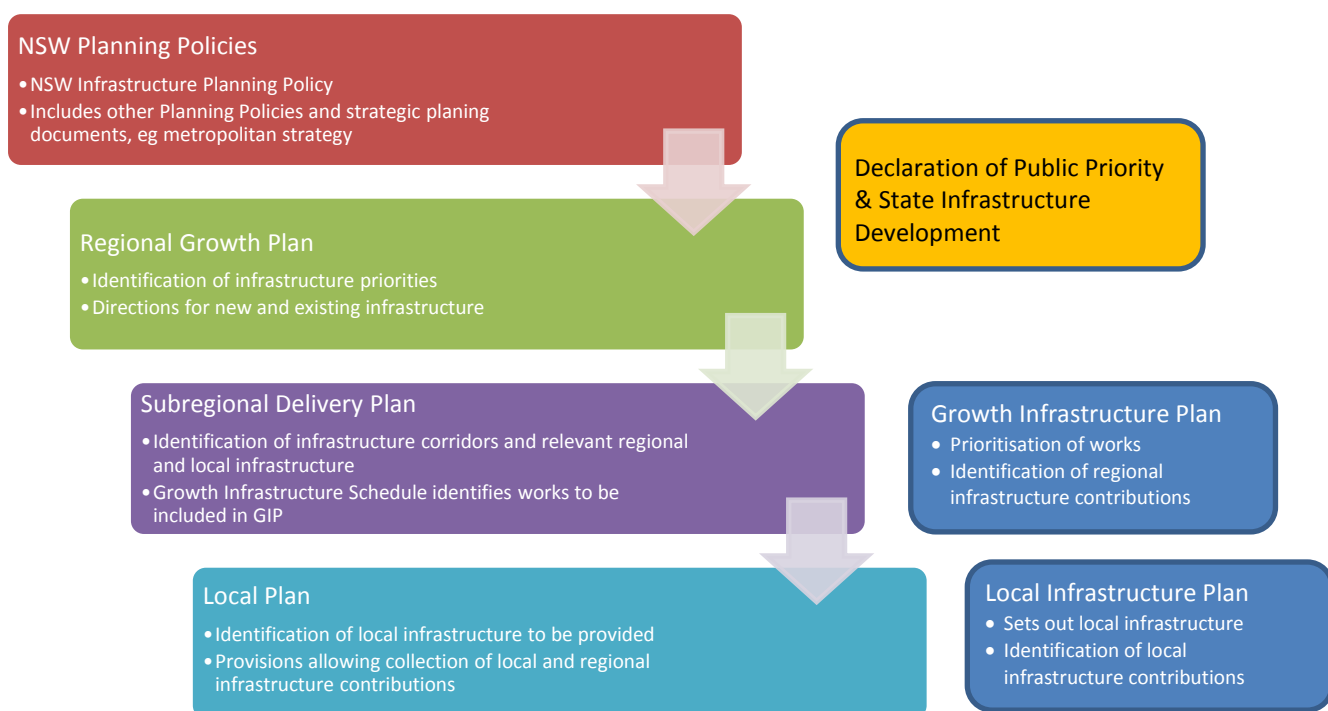 NSW Planning Policies
•NSW Infrastructure Planning Policy
•Includes other Planning Policies and strategic planing
documents, eg metropolitan strategy
Declaration of Public Priority
& State Infrastructure
Development
Regional Growth Plan
•Identification of infrastructure priorities
•Directions for new and existing infrastructure
Subregional Delivery Plan
•Identification of infrastructure corridors and relevant regional
and local infrastructure
•Growth Infrastructure Schedule identifies works to be
included in GIP
Growth Infrastructure Plan
• Prioritisation of works
• Identification of regional
infrastructure contributions
Local Plan
•Identification of local infrastructure to be provided
•Provisions allowing collection of local and regional
infrastructure contributions
Local Infrastructure Plan
• Sets out local infrastructure
• Identification of local
infrastructure contributions